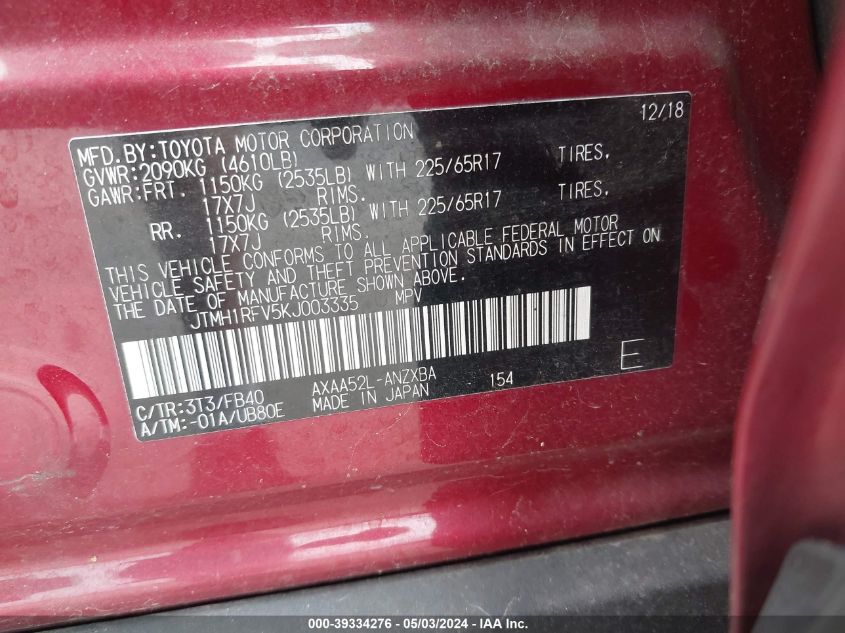 12/18
MFD.BY:TOYOTA MOTOR CORPORATION
GVWR:2090KG (4610LB)
GAWR:FRT. 1150KG (2535LB) WITH 225/65R17 TIRES,
17X7J RIMS.
RR. 1150KG (2535LB) WITH 225/65R17 TIRES,
17X7J RIMS.
THIS VEHICLE CONFORMS TO ALL APPLICABLE FEDERAL MOTOR
VEHICLE SAFETY AND THEFT PREVENTION STANDARDS IN EFFECT ON
THE DATE OF MANUFACTURE SHOWN ABOVE.
JTMH1RFV5KJ003335 MPV
E
C/TR:3T3/FB40 AXAA52L-ANZXBA 154
A/TM:-01A/UB80E MADE IN JAPAN
000-39334276 - 05/03/2024 - IAA Inc.